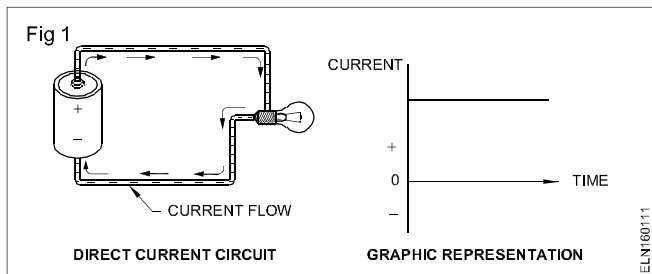 Fig 1
+
–
CURRENT FLOW
DIRECT CURRENT CIRCUIT
CURRENT
+
0
–
TIME
GRAPHIC REPRESENTATION
ELN160111